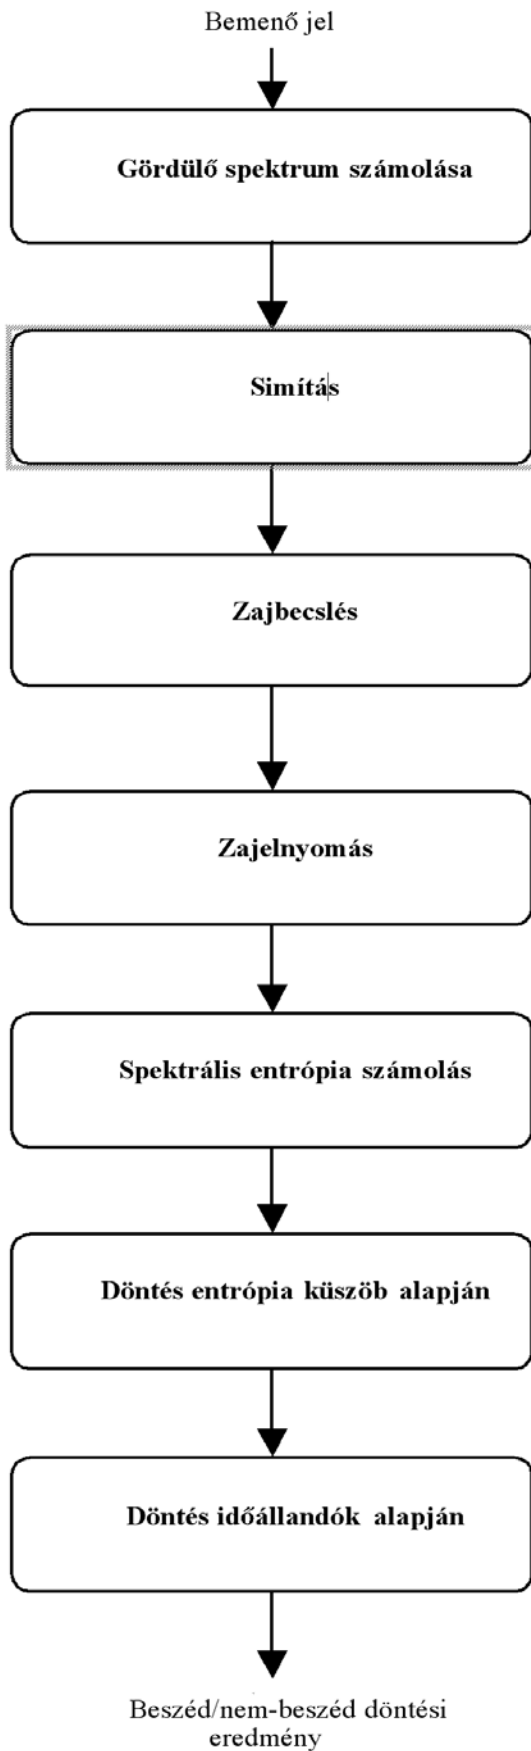 Bemenő jel
Gördülő spektrum számolása
Simítás
Zajbecslés
Zajelnyomás
Spektrális entrópia számolás
Döntés entrópia küszöb alapján
Döntés időállandók alapján
Beszéd/nem-beszéd döntési
eredmény